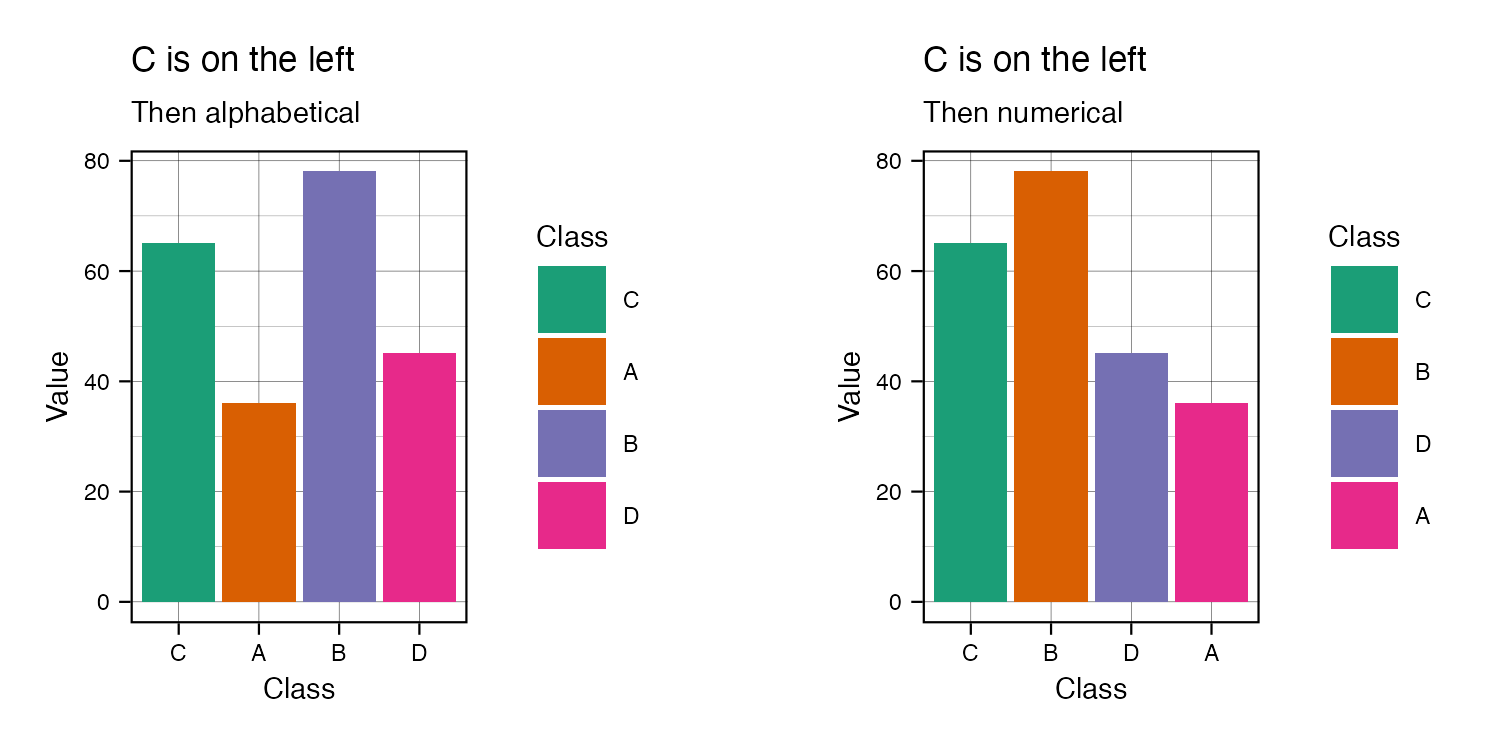 C is on the left
Then alphabetical
80
60
40
20
0
Value
C A B D
Class
Class
C
A
B
D
C is on the left
Then numerical
80
60
40
20
0
Value
C B D A
Class
Class
C
B
D
A